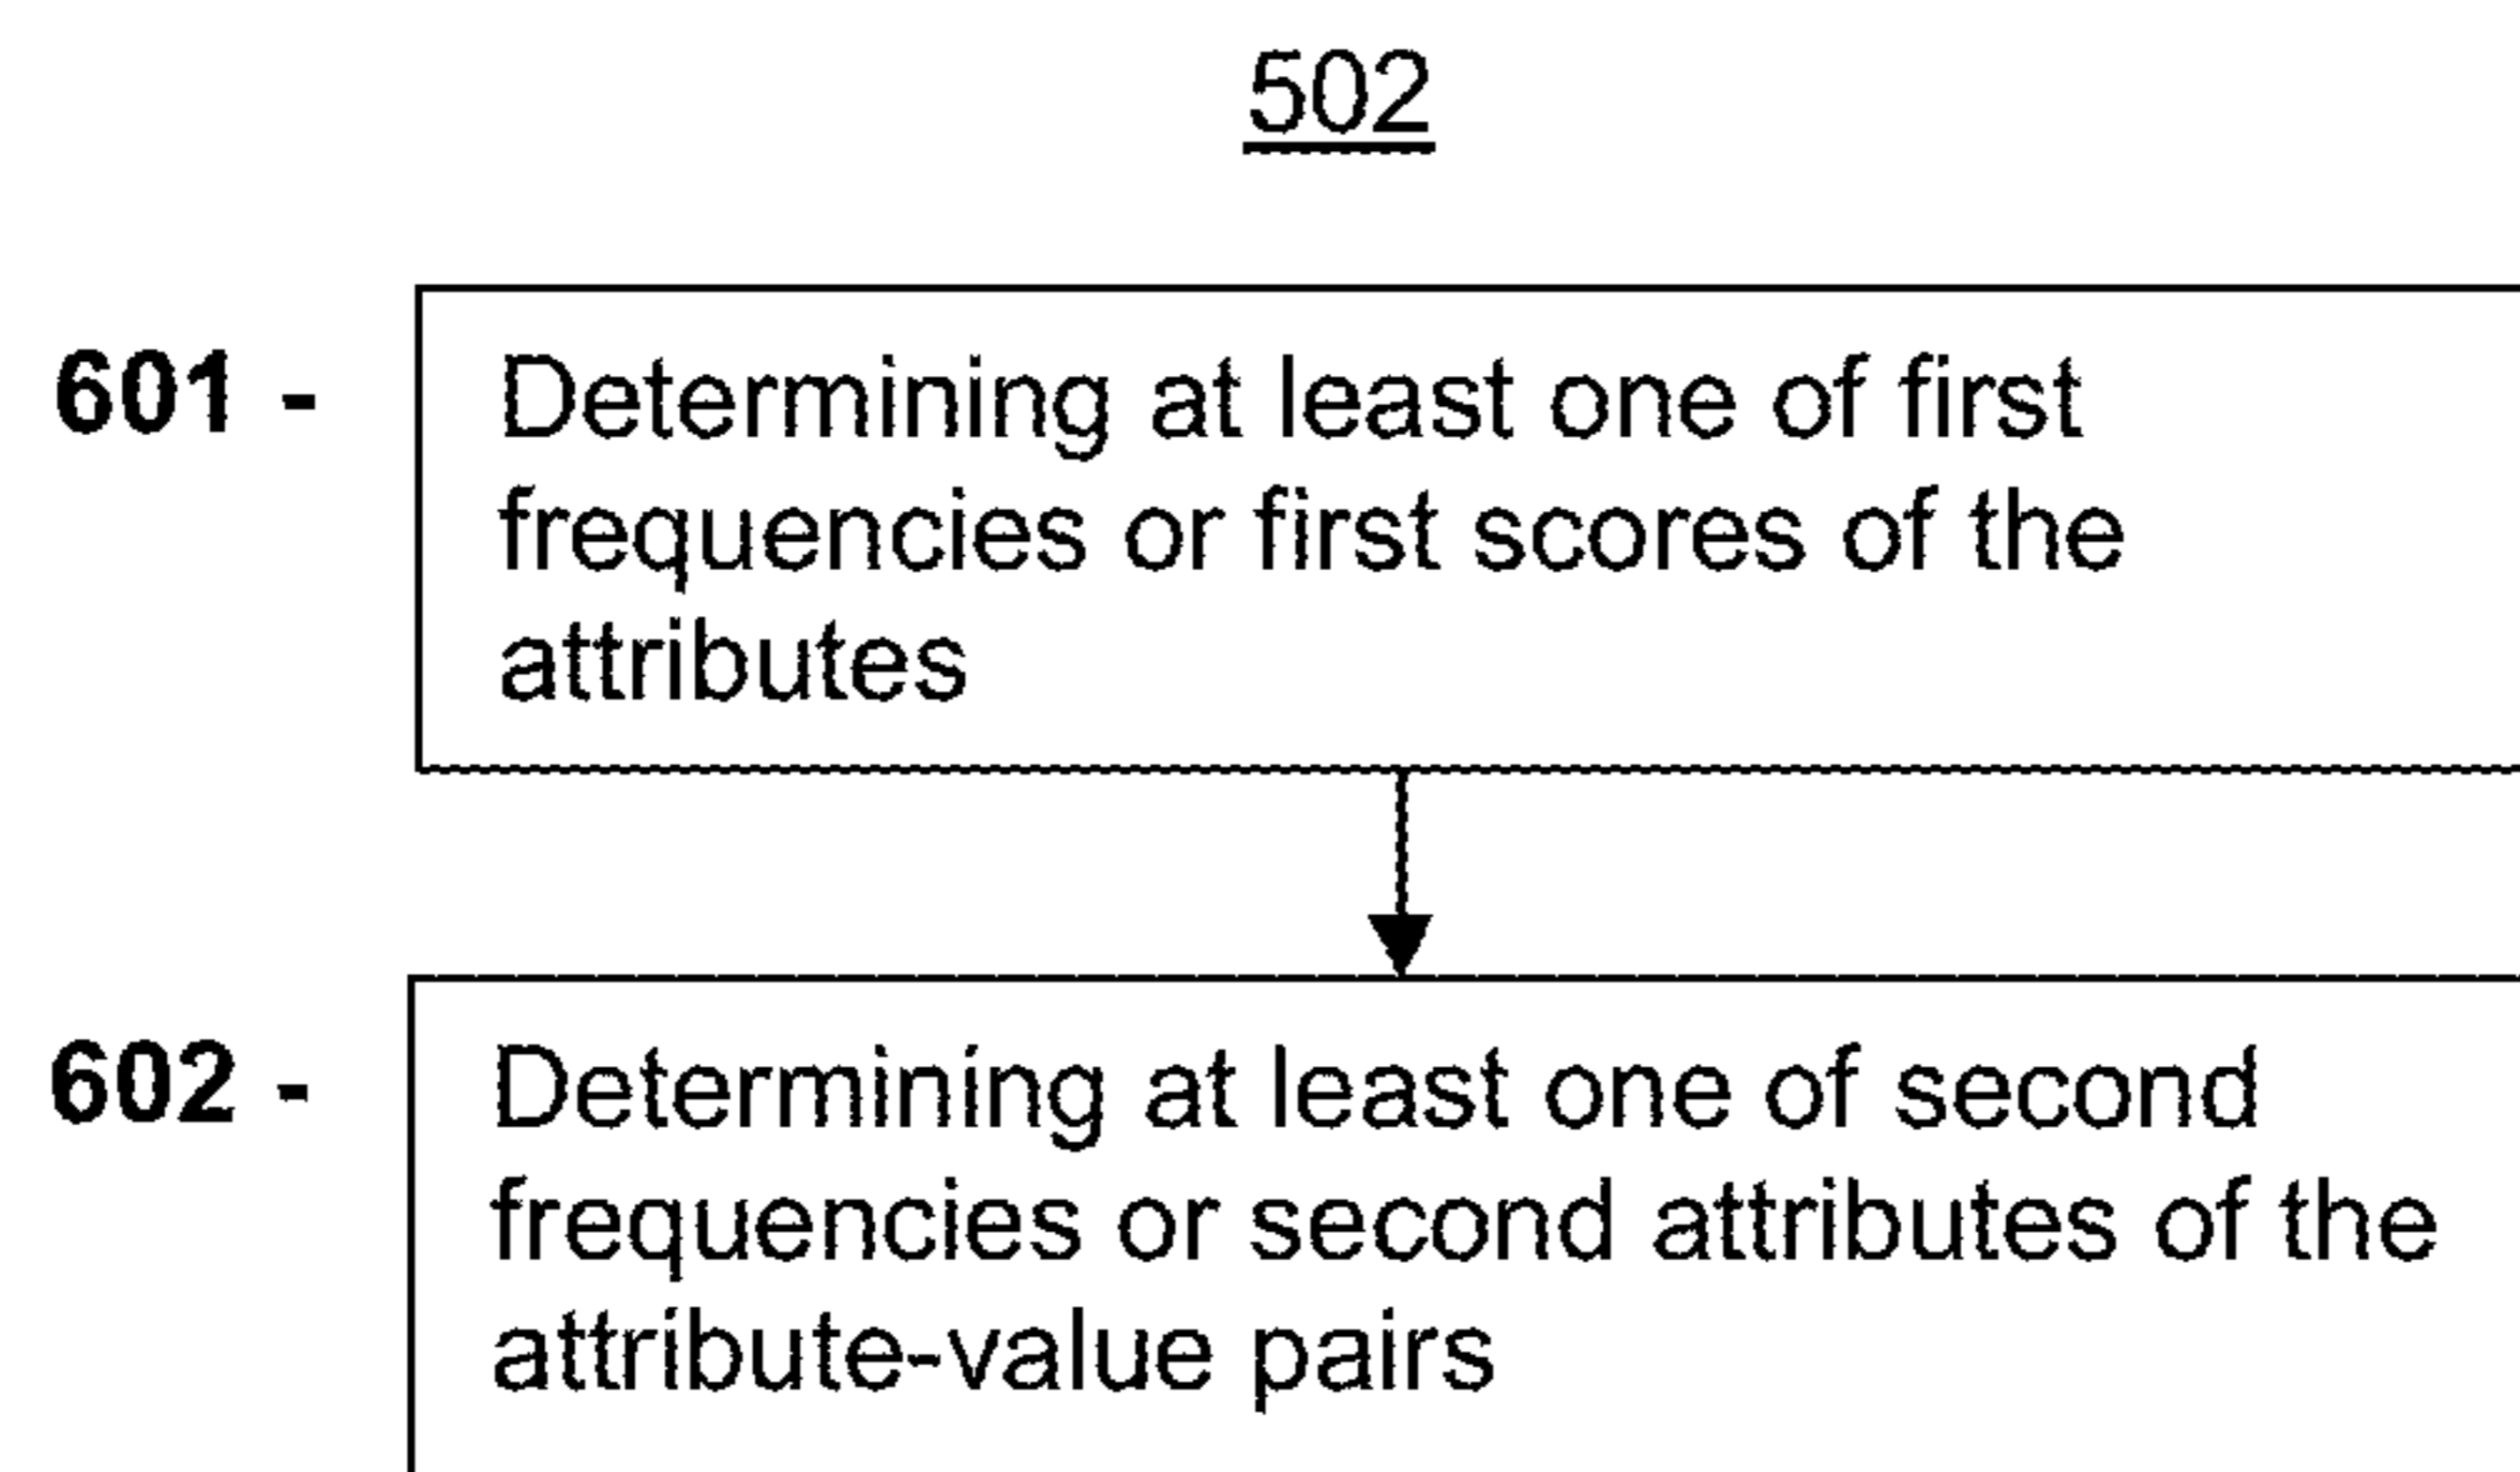 502
601 -
Determining at least one of first
frequencies or first scores of the
attributes
602 -
Determining at least one of second
frequencies or second attributes of the
attribute-value pairs